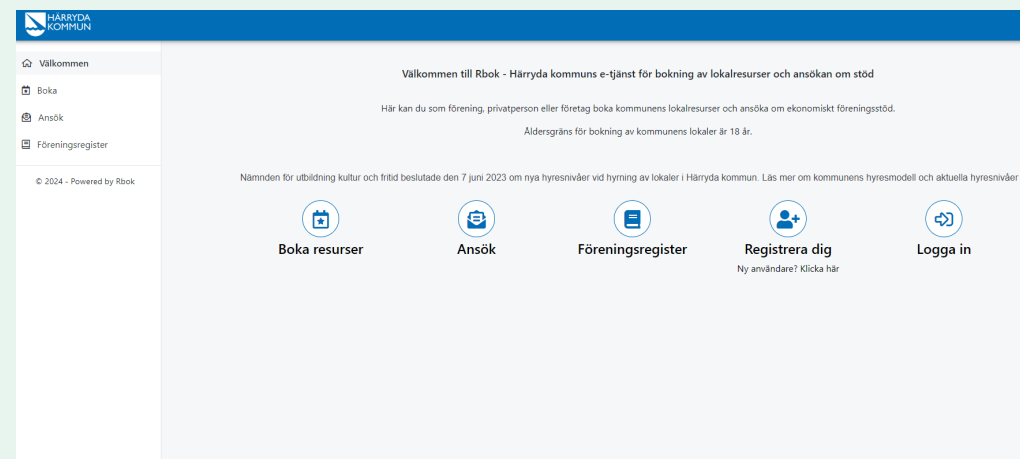 HÄRRYDA
KOMMUN
Välkommen
Boka
Ansök
Föreningsregister
© 2024 - Powered by Rbok
Välkommen till Rbok - Härryda kommuns e-tjänst för bokning av lokalresurser och ansökan om stöd
Här kan du som förening, privatperson eller företag boka kommunens lokalresurser och ansöka om ekonomiskt föreningsstöd.
Åldersgräns för bokning av kommunens lokaler är 18 år.
Nämnden för utbildning kultur och fritid beslutade den 7 juni 2023 om nya hyresnivåer vid hyrning av lokaler i Härryda kommun. Läs mer om kommunens hyresmodell och aktuella hyresnivåer
Boka resurser
Ansök
Föreningsregister
Registrera dig
Ny användare? Klicka här
Logga in